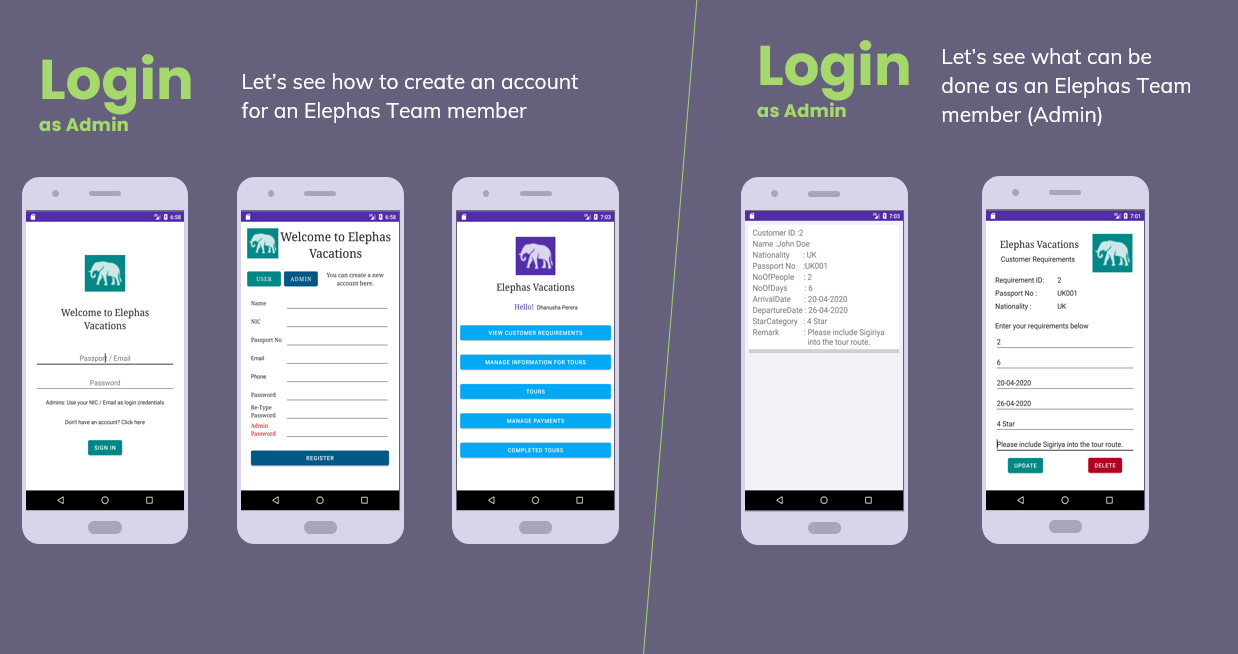 Login
as Admin
Let's see how to create an account
for an Elephas Team member
6:58
Welcome to Elephas
Vacations
Passport / Email
Password
Admins: Use your NIC / Email as login credentials
Don't have an account? Click here
SIGN IN
6:58
Welcome to Elephas
Vacations
USER
ADMIN
You can create a new
account here.
Name
NIC
Passport No
Email
Phone
Password
Re-Type
Password
Admin
Password
REGISTER
7:03
Elephas Vacations
Hello! Dhanusha Perera
VIEW CUSTOMER REQUIREMENTS
MANAGE INFORMATION FOR TOURS
TOURS
MANAGE PAYMENTS
COMPLETED TOURS
Login
as Admin
Let's see what can be
done as an Elephas Team
member (Admin)
7:03
Customer ID :2
Name :John Doe
Nationality : UK
Passport No :UK001
NoOfPeople : 2
NoOfDays : 6
ArrivalDate : 20-04-2020
DepartureDate : 26-04-2020
StarCategory : 4 Star
Remark : Please include Sigiriya
into the tour route.
7:01
Elephas Vacations
Customer Requirements
Requirement ID: 2
Passport No : UK001
Nationality : UK
Enter your requirements below
2
6
20-04-2020
26-04-2020
4 Star
Please include Sigiriya into the tour route.
UPDATE
DELETE